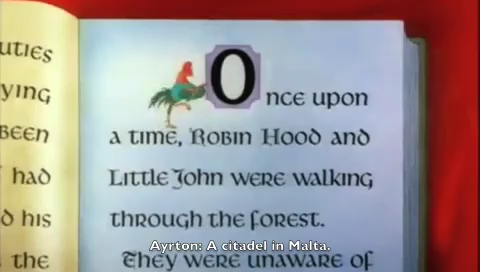 uties
ying
been
had
d his
the
Once upon
a time, Robin Hood and
Little John were walking
through the forest.
They were unaware of
Ayrton: A citadel in Malta.